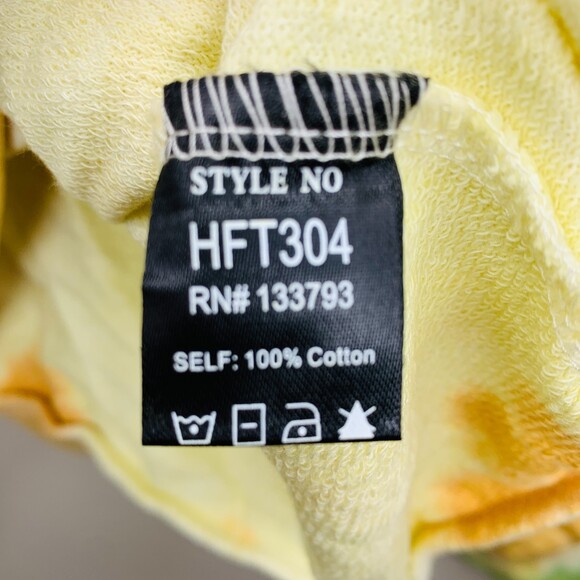 STYLE NO
HFT304
RN# 133793
SELF: 100% Cotton